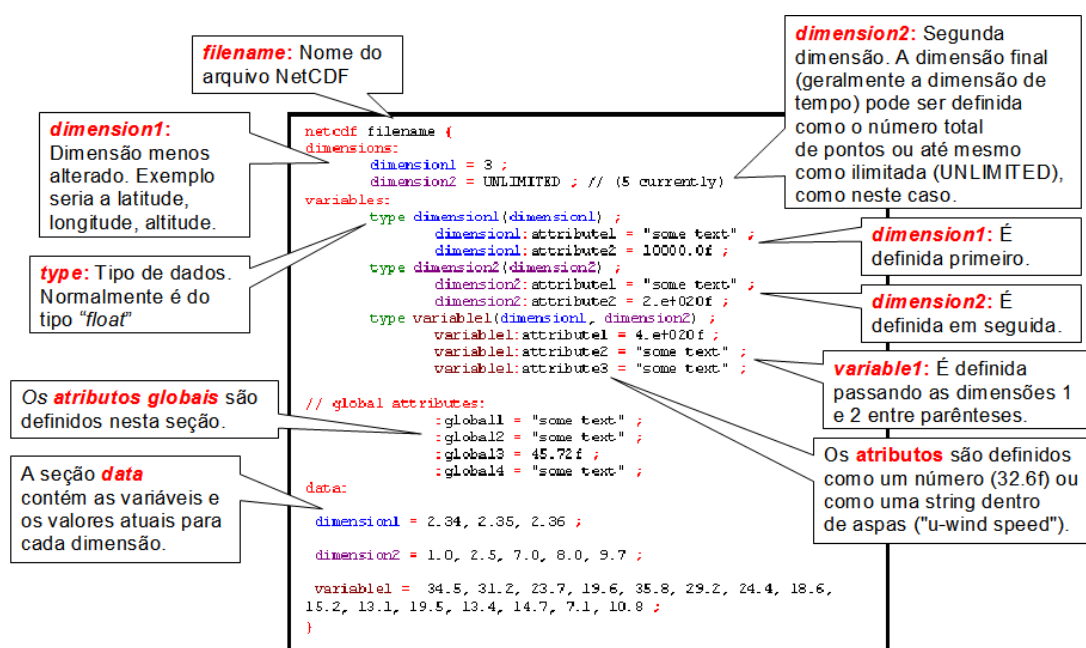 filename: Nome do
arquivo NetCDF
dimension2: Segunda
dimensão. A dimensão final
(geralmente a dimensão de
tempo) pode ser definida
como o número total
de pontos ou até mesmo
como ilimitada (UNLIMITED),
como neste caso.
dimension1:
Dimensão menos
alterado. Exemplo
seria a latitude,
longitude, altitude.
type: Tipo de dados.
Normalmente é do
tipo “float”
Os atributos globais são
definidos nesta seção.
A seção data
contém as variáveis e
os valores atuais para
cada dimensão.
netcdf filename {
dimensions:
dimension1 = 3 ;
dimension2 = UNLIMITED ; // (5 currently)
variables:
type dimension1(dimension1) ;
dimension1:attribute1 = "some text" ;
dimension1:attribute2 = 10000.0f ;
type dimension2(dimension2) ;
dimension2:attribute1 = "some text" ;
dimension2:attribute2 = 2.e+020f ;
type variable1(dimension1, dimension2) ;
variable1:attribute1 = 4.e+020f ;
variable1:attribute2 = "some text" ;
variable1:attribute3 = "some text" ;
// global attributes:
:global1 = "some text" ;
:global2 = "some text" ;
:global3 = 45.72f ;
:global4 = "some text" ;
data:
dimension1 = 2.34, 2.35, 2.36 ;
dimension2 = 1.0, 2.5, 7.0, 8.0, 9.7 ;
variable1 = 34.5, 31.2, 23.7, 19.6, 35.8, 29.2, 24.4, 18.6,
15.2, 13.1, 19.5, 13.4, 14.7, 7.1, 10.8 ;
}
dimension1: É
definida primeiro.
dimension2: É
definida em seguida.
variable1: É definida
passando as dimensões 1
e 2 entre parênteses.
Os atributos são definidos
como um número (32.6f) ou
como uma string dentro
de aspas ("u-wind speed").